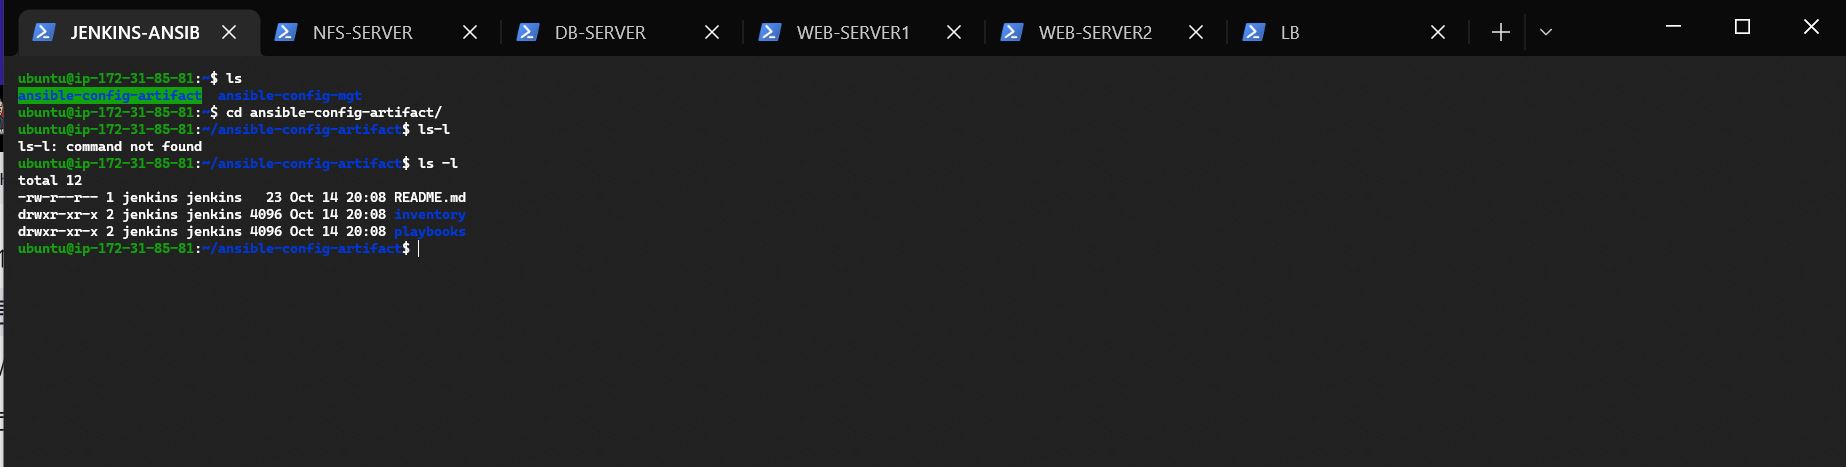 JENKINS-ANSIB NFS-SERVER DB-SERVER WEB-SERVER1 WEB-SERVER2 LB
ubuntu@ip-172-31-85-81:~$ ls
ansible-config-artifact  ansible-config-mgt
ubuntu@ip-172-31-85-81:~$ cd ansible-config-artifact/
ubuntu@ip-172-31-85-81:~/ansible-config-artifact$ ls-l
ls-l: command not found
ubuntu@ip-172-31-85-81:~/ansible-config-artifact$ ls -l
total 12
-rw-r--r-- 1 jenkins jenkins   23 Oct 14 20:08 README.md
drwxr-xr-x 2 jenkins jenkins 4096 Oct 14 20:08 inventory
drwxr-xr-x 2 jenkins jenkins 4096 Oct 14 20:08 playbooks
ubuntu@ip-172-31-85-81:~/ansible-config-artifact$